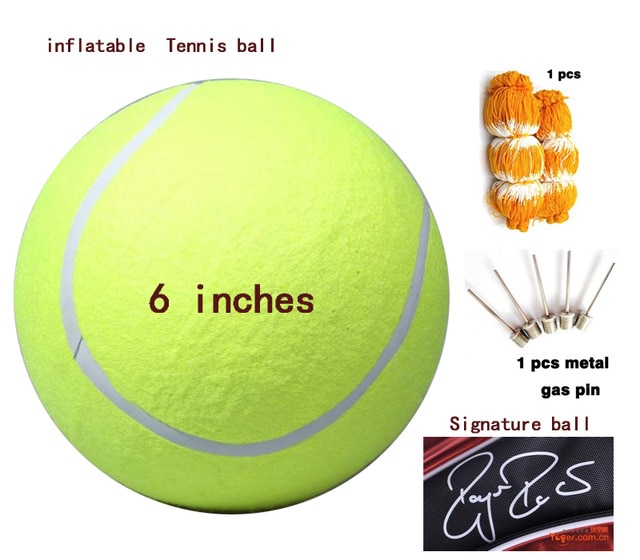 inflatable Tennis ball
1 pcs
6 inches
1 pcs metal
gas pin
Signature ball